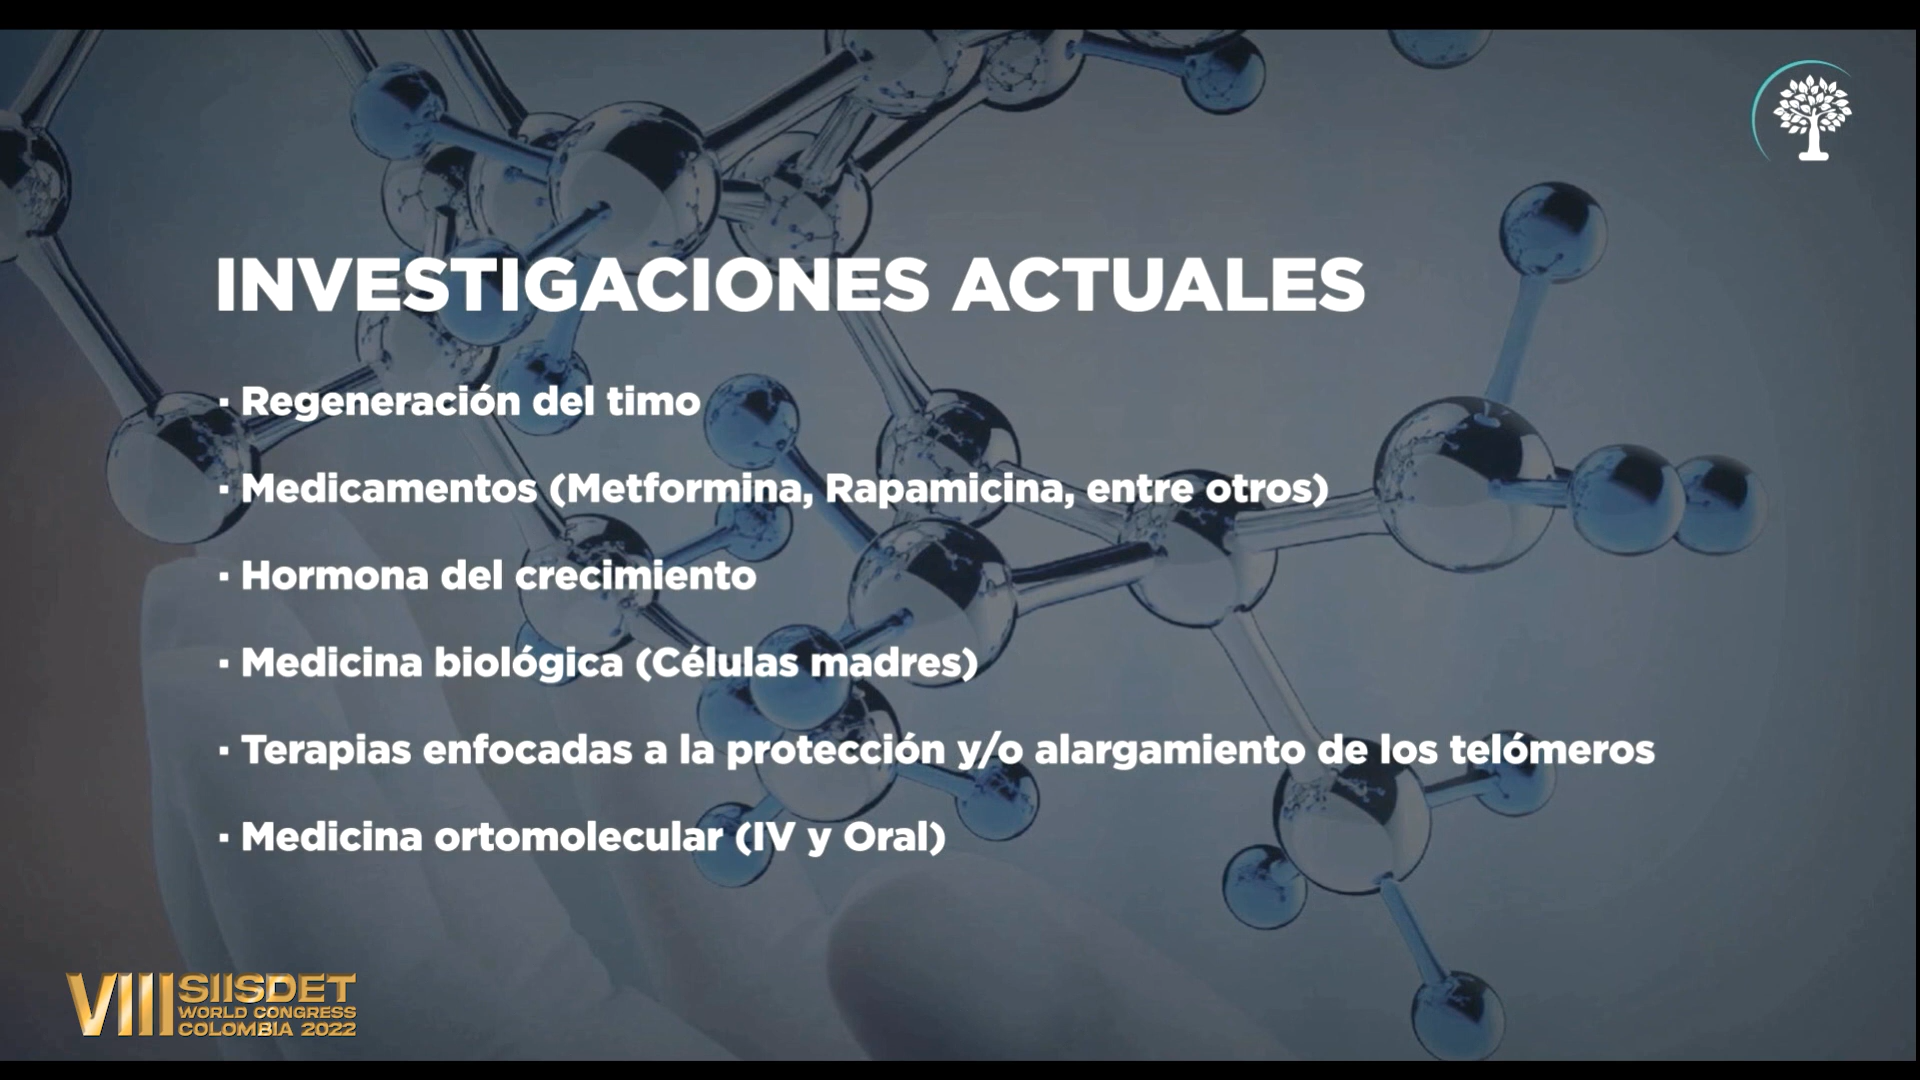 INVESTIGACIONES ACTUALES
· Regeneración del timo
· Medicamentos (Metformina, Rapamicina, entre otros)
· Hormona del crecimiento
· Medicina biológica (Células madres)
· Terapias enfocadas a la protección y/o alargamiento de los telómeros
· Medicina ortomolecular (IV y Oral)
VIII SIISDET
WORLD CONGRESS
COLOMBIA 2022